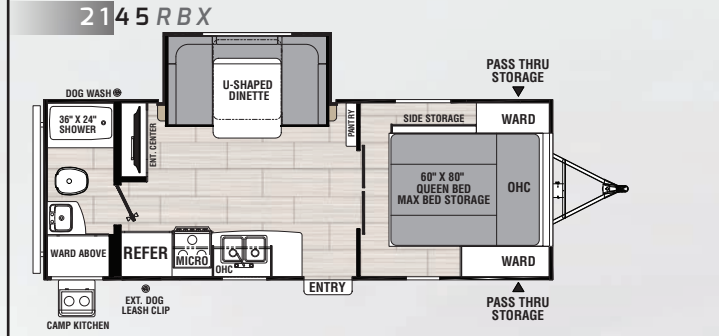 2145 RBX
PASS THRU
STORAGE
DOG WASH
U-SHAPED
DINETTE
36" X 24"
SHOWER
ENT. CENTER
PANTRY
SIDE STORAGE
WARD
60" X 80"
QUEEN BED
MAX BED STORAGE
OHC
WARD ABOVE
REFER
MICRO
OHC
WARD
ENTRY
EXT. DOG
LEASH CLIP
CAMP KITCHEN
PASS THRU
STORAGE